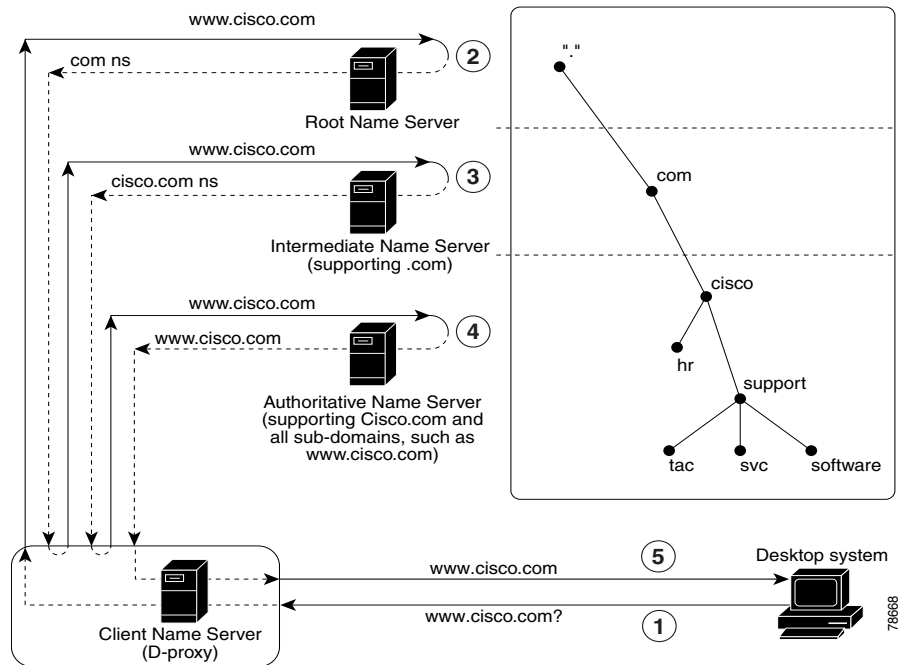 www.cisco.com
2
com ns
Root Name Server
www.cisco.com
3
cisco.com ns
Intermediate Name Server
(supporting .com)
www.cisco.com
4
www.cisco.com
Authoritative Name Server
(supporting Cisco.com and
all sub-domains, such as
www.cisco.com)
"."
com
cisco
hr
support
tac
svc
software
5
www.cisco.com
Desktop system
www.cisco.com?
1
Client Name Server
(D-proxy)
78668